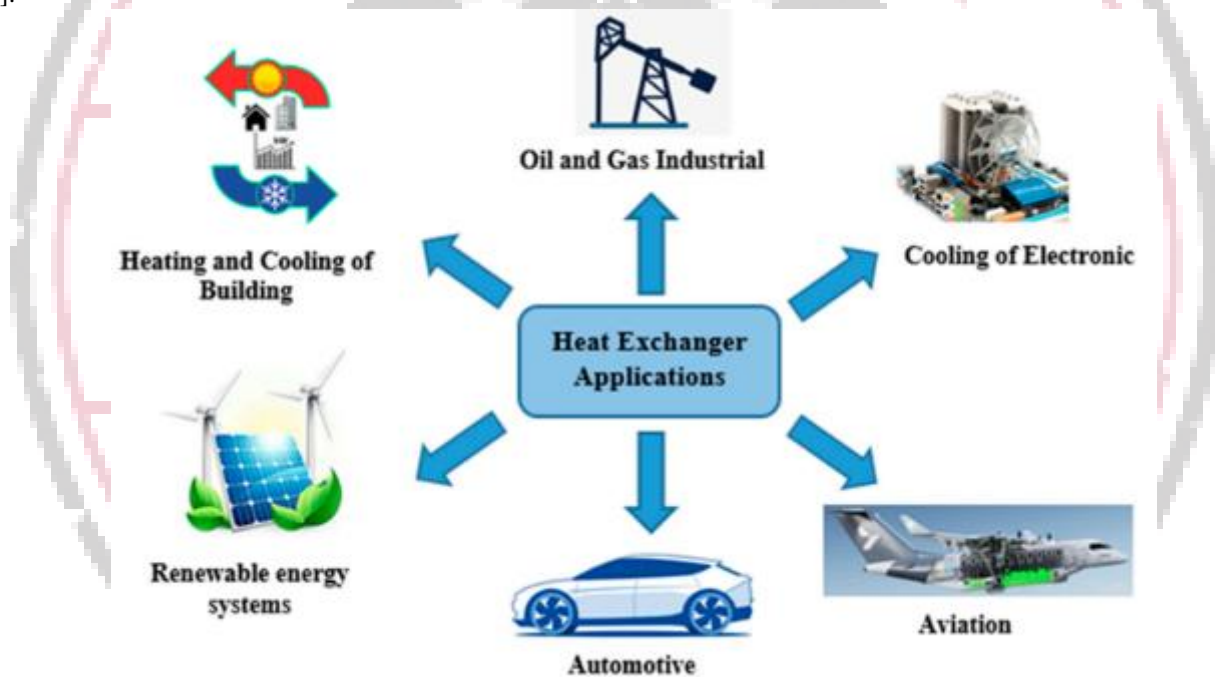 ].
Oil and Gas Industrial
Cooling of Electronic
Heating and Cooling of
Building
Heat Exchanger
Applications
Renewable energy
systems
Aviation
Automotive